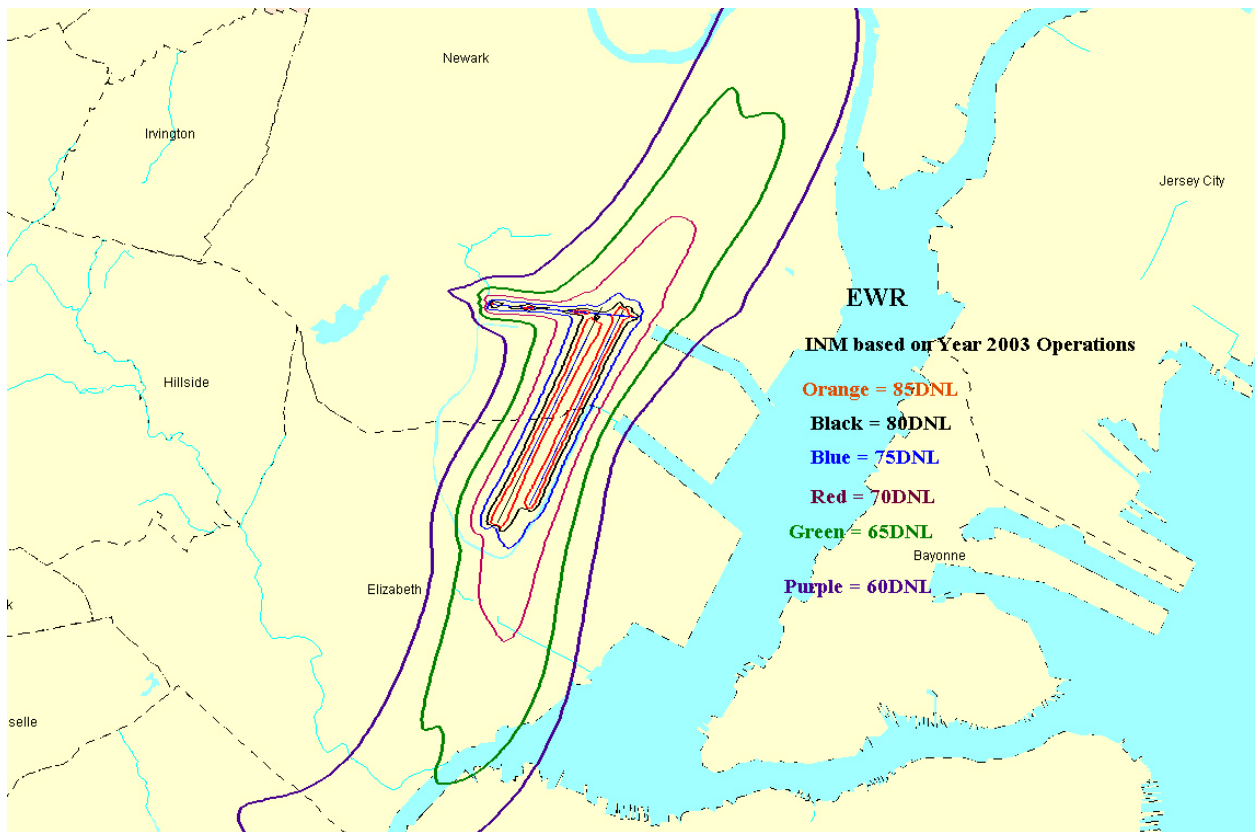 Newark
Irvington
Jersey City
EWR
INM based on Year 2003 Operations
Hillside
Orange = 85DNL
Black = 80DNL
Blue = 75DNL
Red = 70DNL
Green = 65DNL
Bayonne
Elizabeth
Purple = 60DNL
k
selle